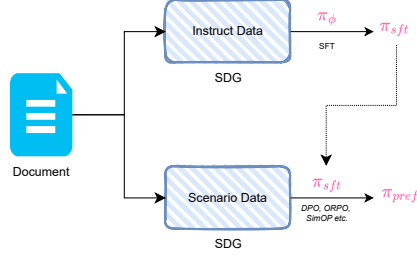 Instruct Data
π_ϕ
SFT
π_sft
SDG
Document
Scenario Data
π_sft
DPO, ORPO,
SimOP etc.
π_pref
SDG